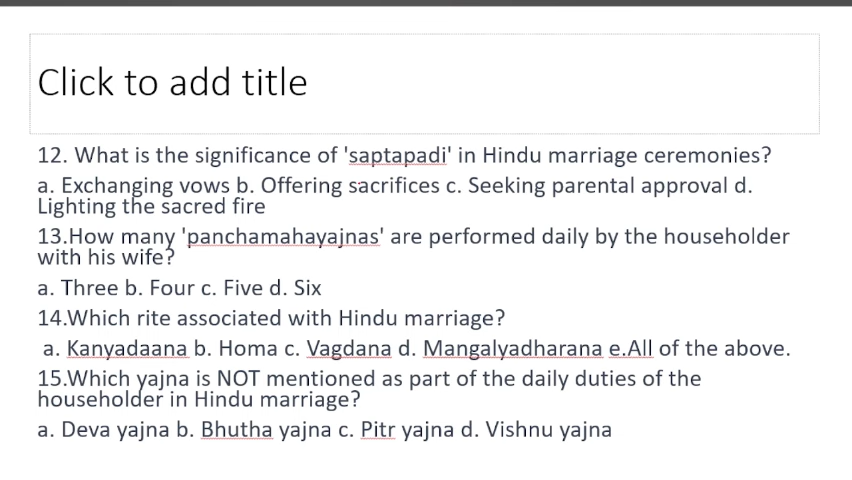 Click to add title
12. What is the significance of 'saptapadi' in Hindu marriage ceremonies?
a. Exchanging vows b. Offering sacrifices c. Seeking parental approval d.
Lighting the sacred fire
13.How many 'panchamahayajnas' are performed daily by the householder
with his wife?
a. Three b. Four c. Five d. Six
14.Which rite associated with Hindu marriage?
a. Kanyadaana b. Homa c. Vagdana d. Mangalyadharana e.All of the above.
15.Which yajna is NOT mentioned as part of the daily duties of the
householder in Hindu marriage?
a. Deva yajna b. Bhutha yajna c. Pitr yajna d. Vishnu yajna